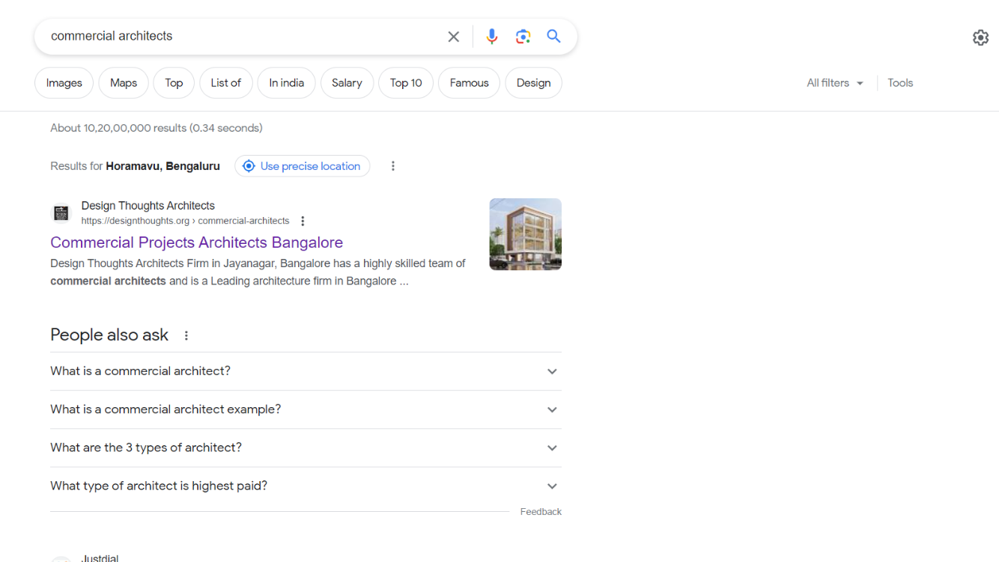 commercial architects
Images Maps Top List of In india Salary Top 10 Famous Design All filters Tools
About 10,20,00,000 results (0.34 seconds)
Results for Horamavu, Bengaluru Use precise location
Design Thoughts Architects
https://designthoughts.org › commercial-architects
Commercial Projects Architects Bangalore
Design Thoughts Architects Firm in Jayanagar, Bangalore has a highly skilled team of
commercial architects and is a Leading architecture firm in Bangalore ...
People also ask
What is a commercial architect?
What is a commercial architect example?
What are the 3 types of architect?
What type of architect is highest paid?
Feedback
Justdial